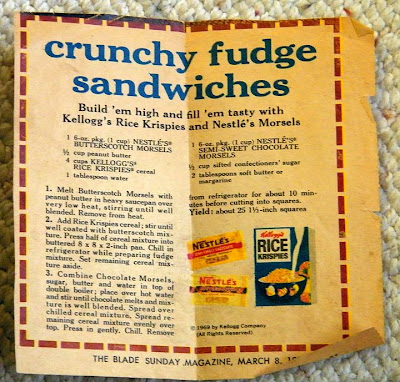 crunchy fudge
sandwiches
Build 'em high and fill 'em tasty with
Kellogg's Rice Krispies and Nestlé's Morsels
1 6-oz. pkg. (1 cup) NESTLÉ'S®
BUTTERSCOTCH MORSELS
½ cup peanut butter
4 cups KELLOGG'S®
RICE KRISPIES® cereal
1 tablespoon water
1 6-oz. pkg. (1 cup) NESTLÉ'S®
SEMI-SWEET CHOCOLATE
MORSELS
½ cup sifted confectioners' sugar
2 tablespoons soft butter or
margarine
1. Melt Butterscotch Morsels with
peanut butter in heavy saucepan over
very low heat, stirring until well
blended. Remove from heat.
2. Add Rice Krispies cereal; stir until
well coated with butterscotch mix-
ture. Press half of cereal mixture into
buttered 8 x 8 x 2-inch pan. Chill in
refrigerator while preparing fudge
mixture. Set remaining cereal mix-
ture aside.
3. Combine Chocolate Morsels,
sugar, butter and water in top of
double boiler; place over hot water
and stir until chocolate melts and mix-
ture is well blended. Spread over
chilled cereal mixture. Spread re-
maining cereal mixture evenly over
top. Press in gently. Chill. Remove
from refrigerator for about 10 min-
utes before cutting into squares.
Yield: about 25 1½-inch squares
NESTLÉ'S
NESTLÉ'S
Kellogg's
RICE
KRISPIES
© 1969 by Kellogg Company
(All Rights Reserved)
THE BLADE SUNDAY MAGAZINE, MARCH 8,